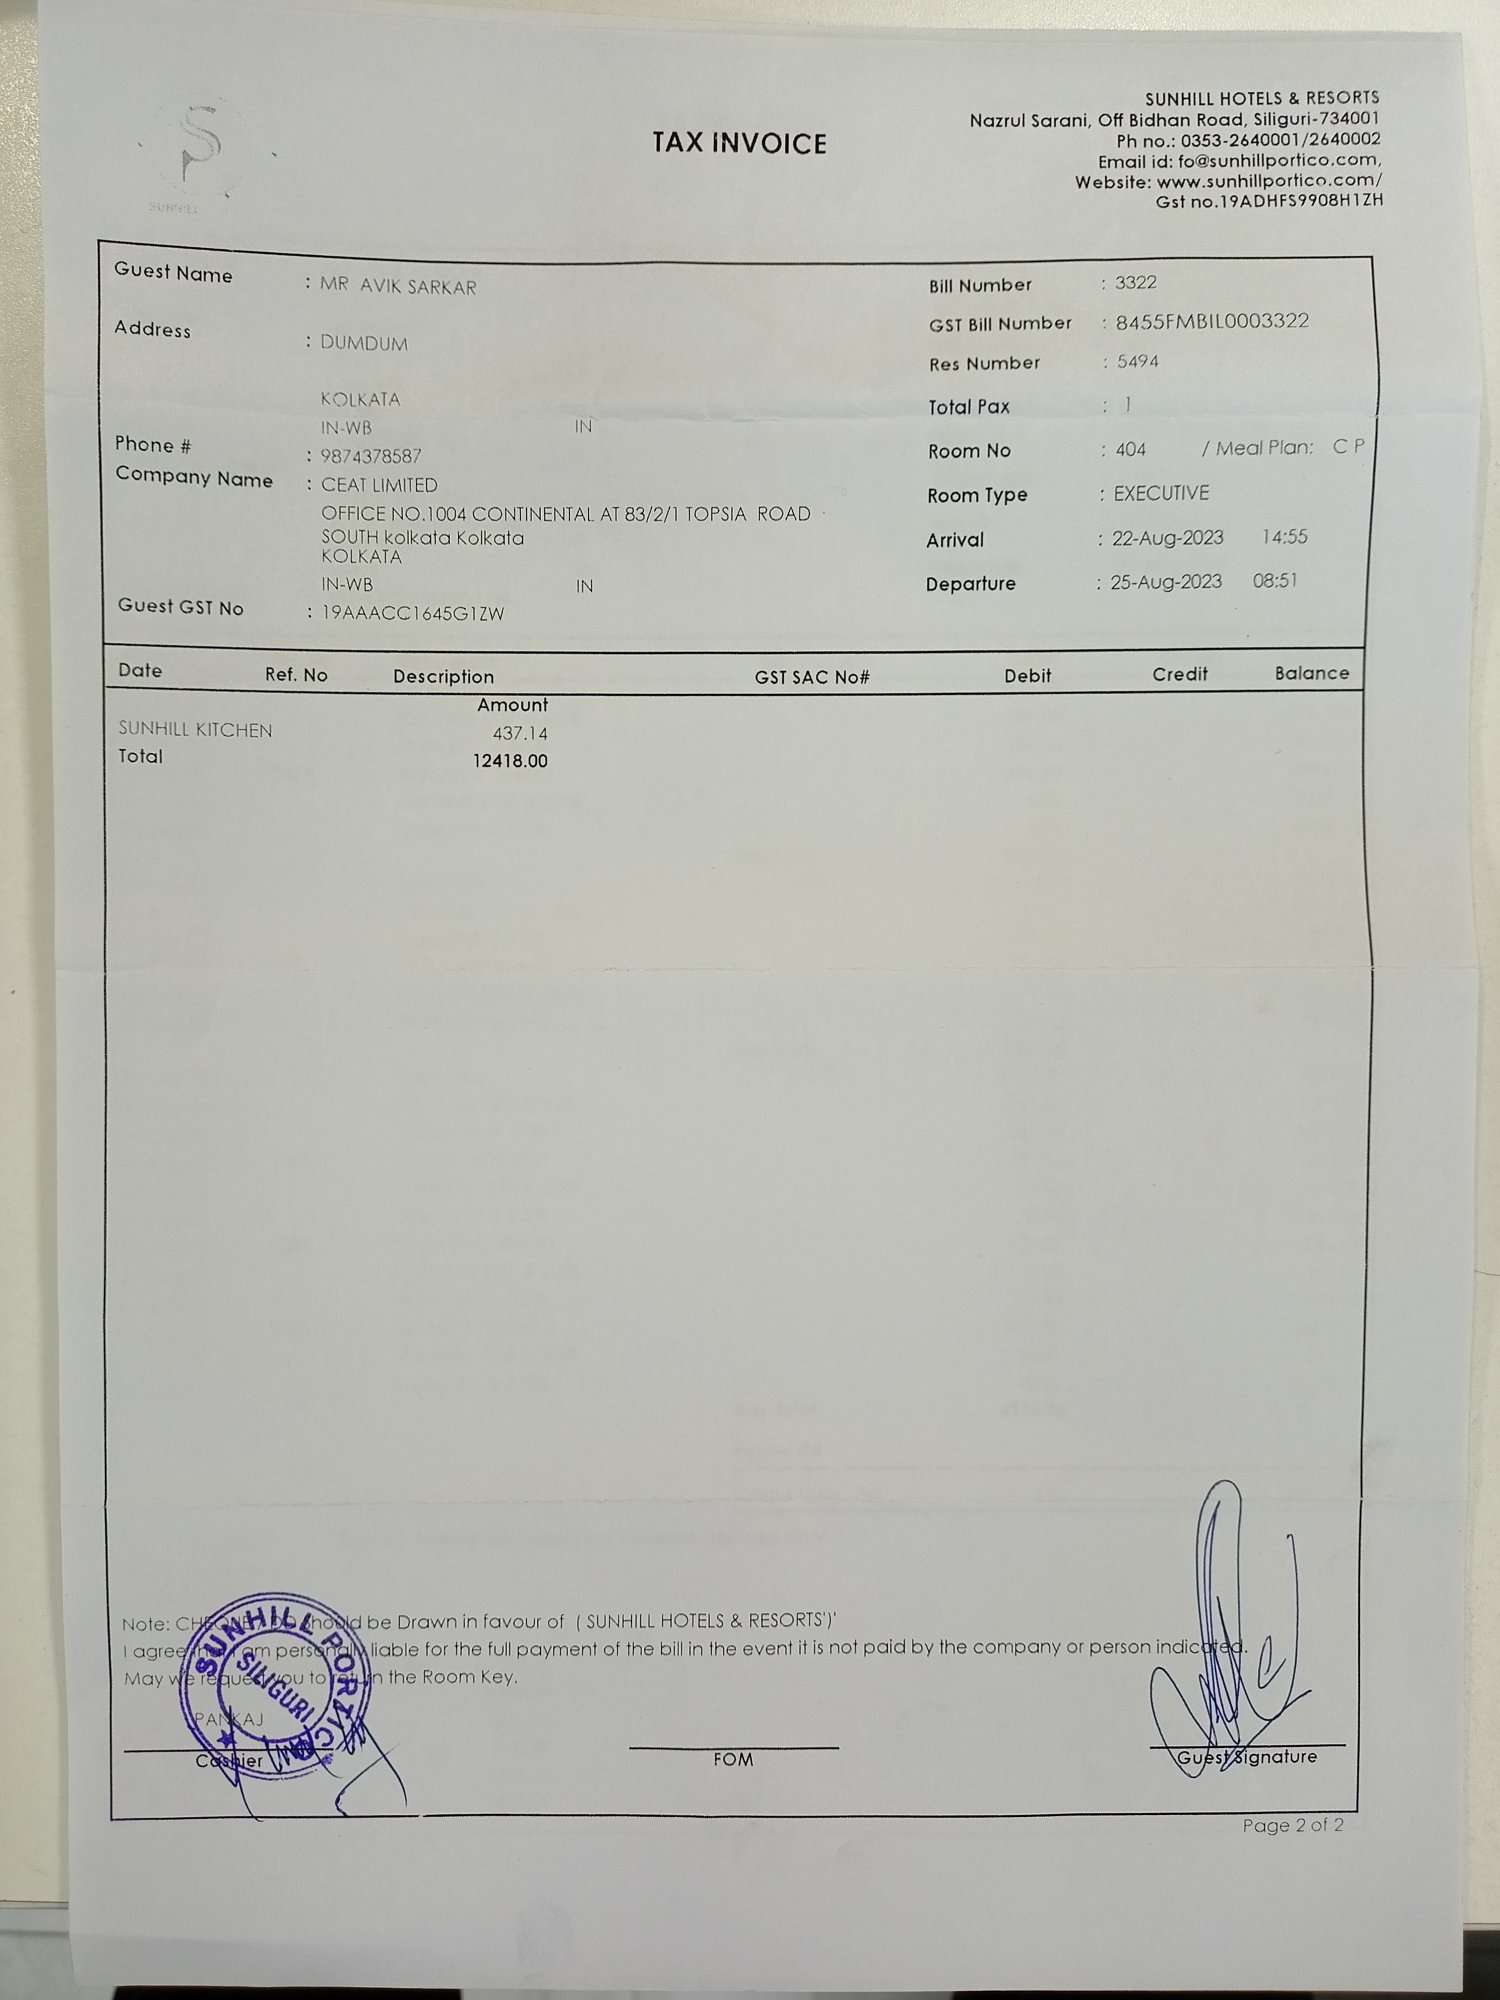 SUNHILL
TAX INVOICE
SUNHILL HOTELS & RESORTS
Nazrul Sarani, Off Bidhan Road, Siliguri-734001
Ph no.: 0353-2640001/2640002
Email id: fo@sunhillportico.com,
Website: www.sunhillportico.com/
Gst no.19ADHFS9908H1ZH
Guest Name : MR AVIK SARKAR
Address : DUMDUM
KOLKATA
IN-WB IN
Phone # : 9874378587
Company Name : CEAT LIMITED
OFFICE NO.1004 CONTINENTAL AT 83/2/1 TOPSIA ROAD
SOUTH kolkata Kolkata
KOLKATA
IN-WB IN
Guest GST No : 19AAACC1645G1ZW
Bill Number : 3322
GST Bill Number : 8455FMBIL0003322
Res Number : 5494
Total Pax : 1
Room No : 404 / Meal Plan: C P
Room Type : EXECUTIVE
Arrival : 22-Aug-2023 14:55
Departure : 25-Aug-2023 08:51
Date Ref. No Description GST SAC No# Debit Credit Balance
Amount
SUNHILL KITCHEN 437.14
Total 12418.00
Note: CHEQUE / DD Should be Drawn in favour of ( SUNHILL HOTELS & RESORTS')'
I agree that I am personally liable for the full payment of the bill in the event it is not paid by the company or person indicated.
May we request you to return the Room Key.
SUNHILL PORTICO
SILIGURI
PANKAJ
Cashier FOM Guest Signature
Page 2 of 2